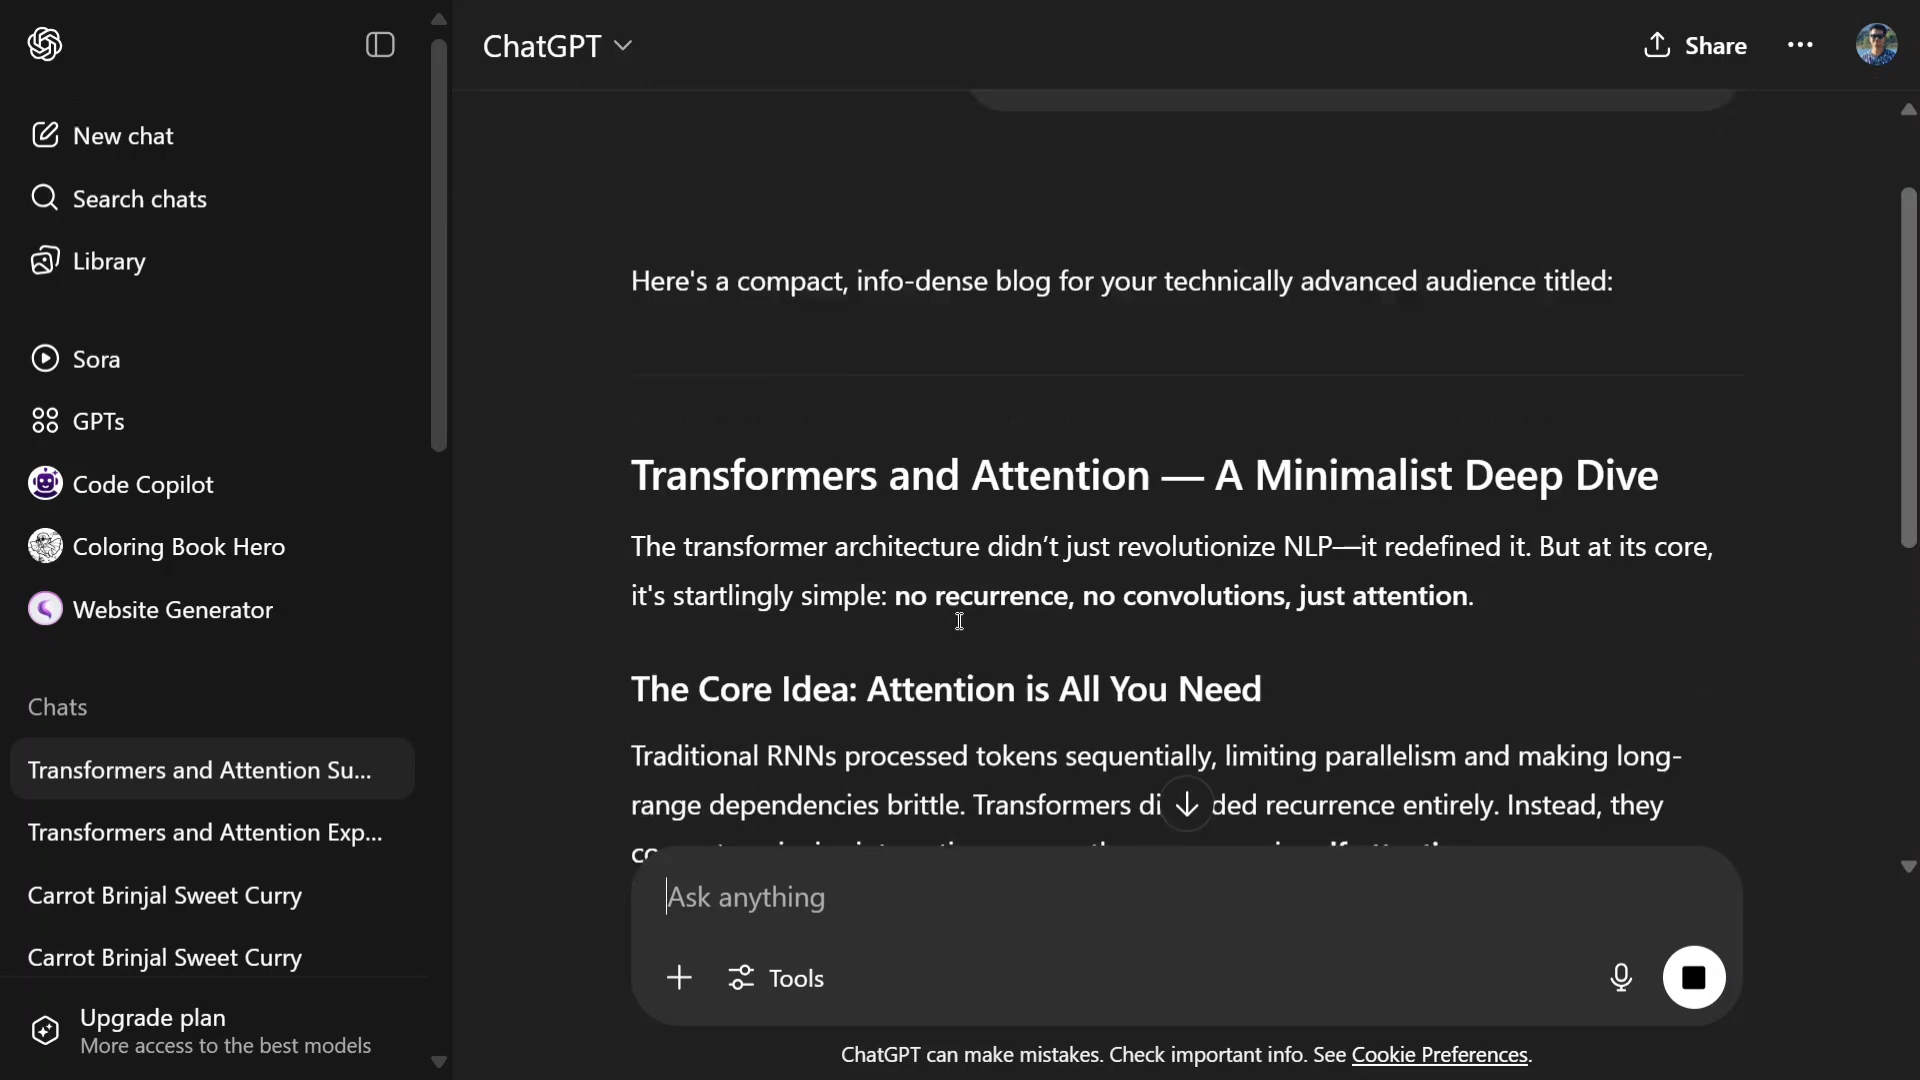 ChatGPT
Share
New chat
Search chats
Library
Sora
GPTs
Code Copilot
Coloring Book Hero
Website Generator
Chats
Transformers and Attention Su...
Transformers and Attention Exp...
Carrot Brinjal Sweet Curry
Carrot Brinjal Sweet Curry
Upgrade plan
More access to the best models
Here's a compact, info-dense blog for your technically advanced audience titled:
Transformers and Attention — A Minimalist Deep Dive
The transformer architecture didn’t just revolutionize NLP—it redefined it. But at its core,
it's startlingly simple: no recurrence, no convolutions, just attention.
The Core Idea: Attention is All You Need
Traditional RNNs processed tokens sequentially, limiting parallelism and making long-
range dependencies brittle. Transformers di ded recurrence entirely. Instead, they
Ask anything
Tools
ChatGPT can make mistakes. Check important info. See Cookie Preferences.